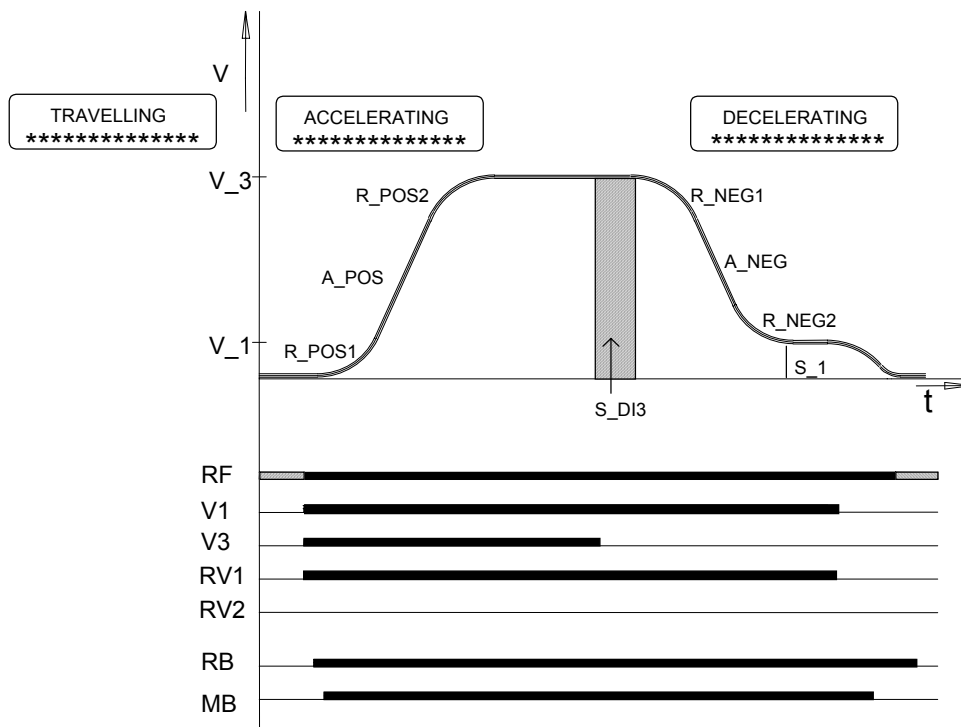 V
TRAVELLING
**************
ACCELERATING
**************
DECELERATING
**************
V_3
R_POS2
R_NEG1
A_POS
A_NEG
R_NEG2
V_1
R_POS1
S_1
S_DI3
t
RF
V1
V3
RV1
RV2
RB
MB